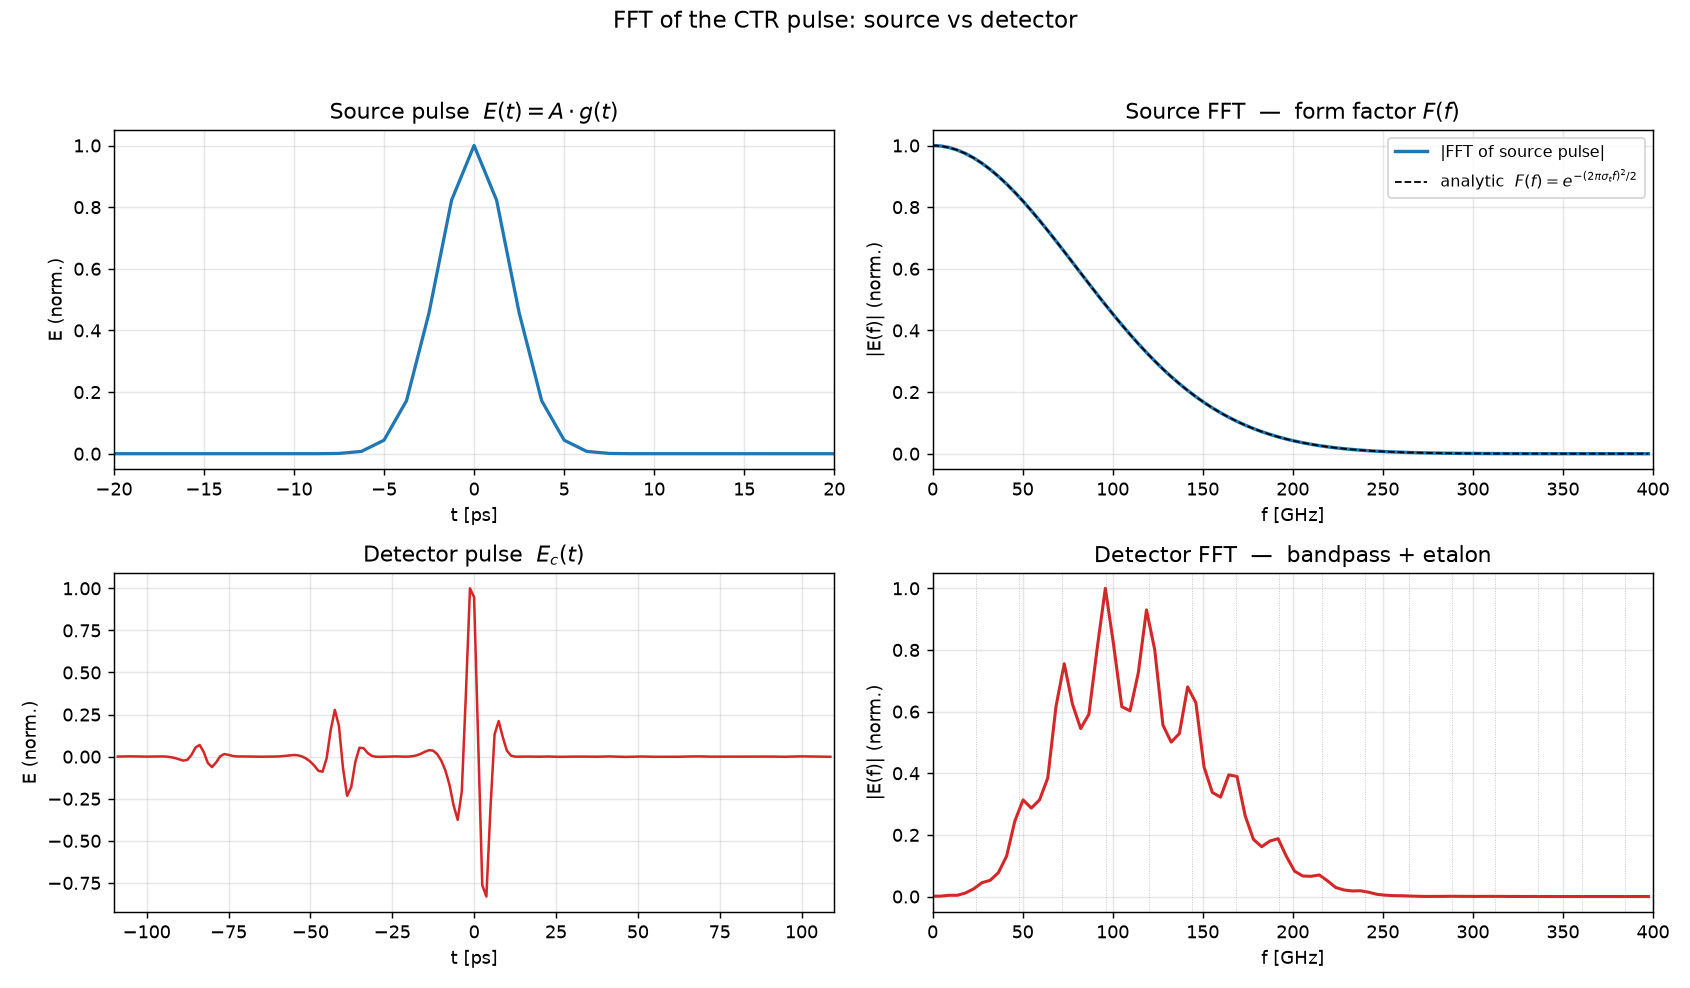 FFT of the CTR pulse: source vs detector
Source pulse E(t) = A · g(t)
E (norm.)
1.0
0.8
0.6
0.4
0.2
0.0
−20 −15 −10 −5 0 5 10 15 20
t [ps]
Source FFT — form factor F(f)
|FFT of source pulse|
analytic F(f) = e^{−(2πσ_t f)²/2}
|E(f)| (norm.)
1.0
0.8
0.6
0.4
0.2
0.0
0 50 100 150 200 250 300 350 400
f [GHz]
Detector pulse E_c(t)
E (norm.)
1.00
0.75
0.50
0.25
0.00
−0.25
−0.50
−0.75
−100 −75 −50 −25 0 25 50 75 100
t [ps]
Detector FFT — bandpass + etalon
|E(f)| (norm.)
1.0
0.8
0.6
0.4
0.2
0.0
0 50 100 150 200 250 300 350 400
f [GHz]